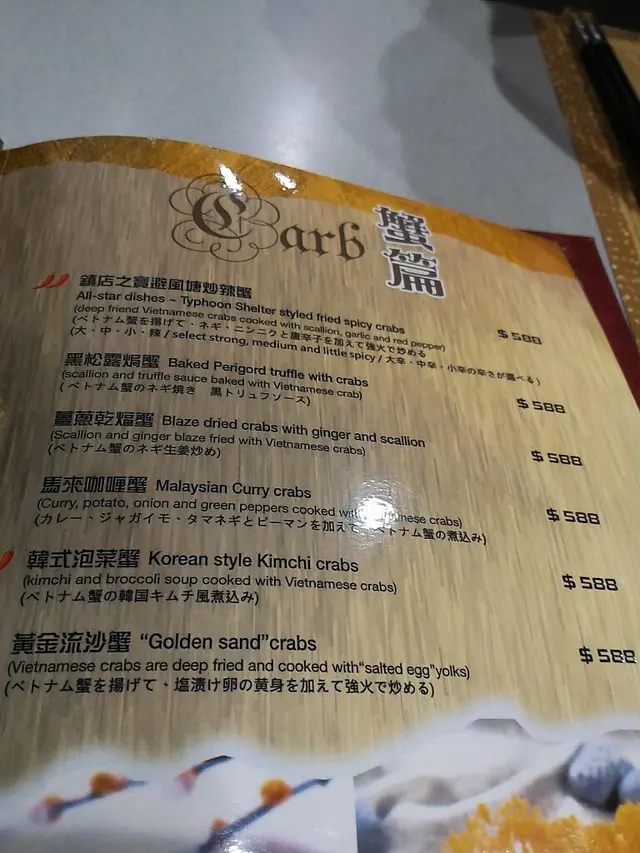 Carb 蟹篇
鎮店之寶避風塘炒辣蟹
All-star dishes ~ Typhoon Shelter styled fried spicy crabs
(deep friend Vietnamese crabs cooked with scallion, garlic and red pepper)
(ベトナム蟹を揚げて、ネギ・ニンニクと唐辛子を加えて強火で炒める
(大・中・小、辣 / select strong, medium and little spicy / 大辛・中辛・小辛の辛さが選べる)
$ 588
黑松露焗蟹 Baked Perigord truffle with crabs
(scallion and truffle sauce baked with Vietnamese crab)
(ベトナム蟹のネギ焼き 黒トリュフソース)
$ 588
薑蔥乾煏蟹 Blaze dried crabs with ginger and scallion
(Scallion and ginger blaze fried with Vietnamese crabs)
(ベトナム蟹のネギ生姜炒め)
$ 588
馬來咖喱蟹 Malaysian Curry crabs
(Curry, potato, onion and green peppers cooked crabs)
(カレー、ジャガイモ・タマネギとピーマンを加えて ベトナム蟹の煮込み)
$ 588
韓式泡菜蟹 Korean style Kimchi crabs
(kimchi and broccoli soup cooked with Vietnamese crabs)
(ベトナム蟹の韓国キムチ風煮込み)
$ 588
黃金流沙蟹 “Golden sand”crabs
(Vietnamese crabs are deep fried and cooked with“salted egg”yolks)
(ベトナム蟹を揚げて、塩漬け卵の黄身を加えて強火で炒める)
$ 588